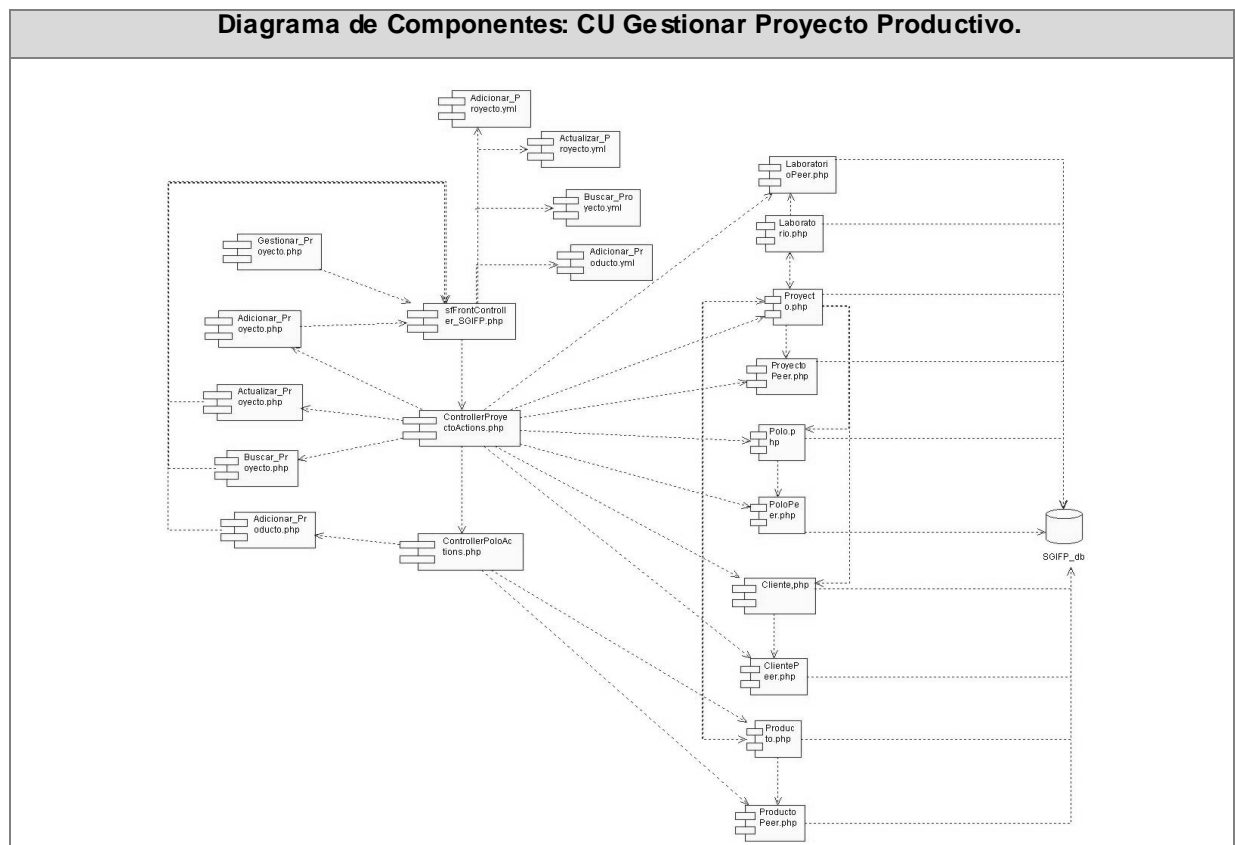 Diagrama de Componentes: CU Gestionar Proyecto Productivo.
Adicionar_P
royecto.yml
Actualizar_P
royecto.yml
Buscar_Pro
yecto.yml
Adicionar_Pr
oducto.yml
Gestionar_Pr
oyecto.php
sfFrontControll
er_SGIFP.php
Adicionar_Pr
oyecto.php
Actualizar_Pr
oyecto.php
ControllerProye
ctoActions.php
Buscar_Pr
oyecto.php
Adicionar_Pr
oducto.php
ControllerPoloAc
tions.php
Laboratori
oPeer.php
Laborato
rio.php
Proyect
o.php
Proyecto
Peer.php
Polo.p
hp
PoloPe
er.php
SGIFP_db
Cliente,php
ClienteP
eer.php
Produc
to.php
Producto
Peer.php